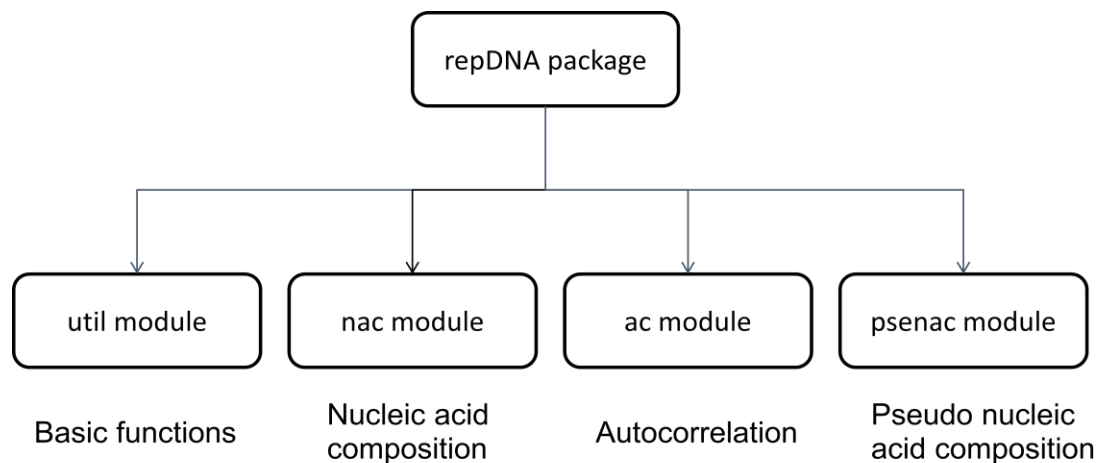 repDNA package
util module
nac module
ac module
psenac module
Basic functions
Nucleic acid
composition
Autocorrelation
Pseudo nucleic
acid composition